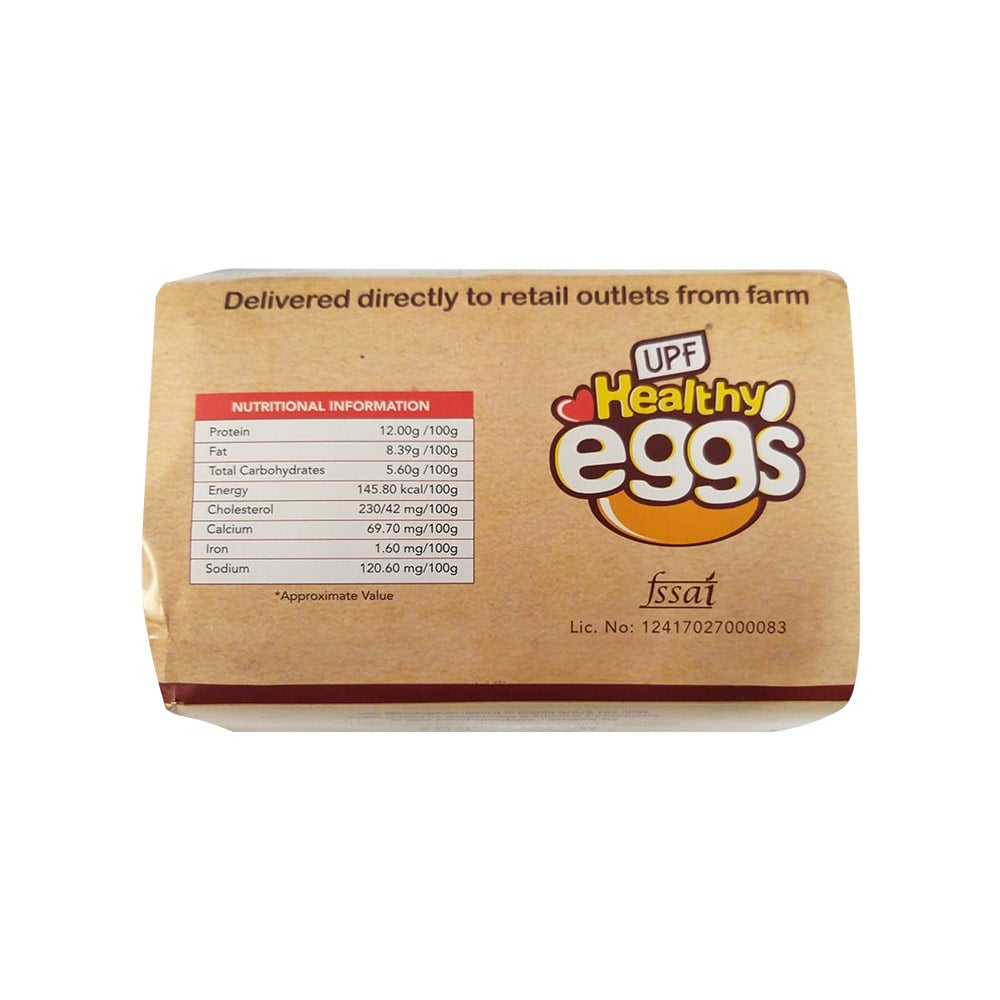 Delivered directly to retail outlets from farm
UPF®
Healthy
eggs
NUTRITIONAL INFORMATION
Protein 12.00g /100g
Fat 8.39g /100g
Total Carbohydrates 5.60g /100g
Energy 145.80 kcal/100g
Cholesterol 230/42 mg/100g
Calcium 69.70 mg/100g
Iron 1.60 mg/100g
Sodium 120.60 mg/100g
*Approximate Value
fssai
Lic. No: 12417027000083